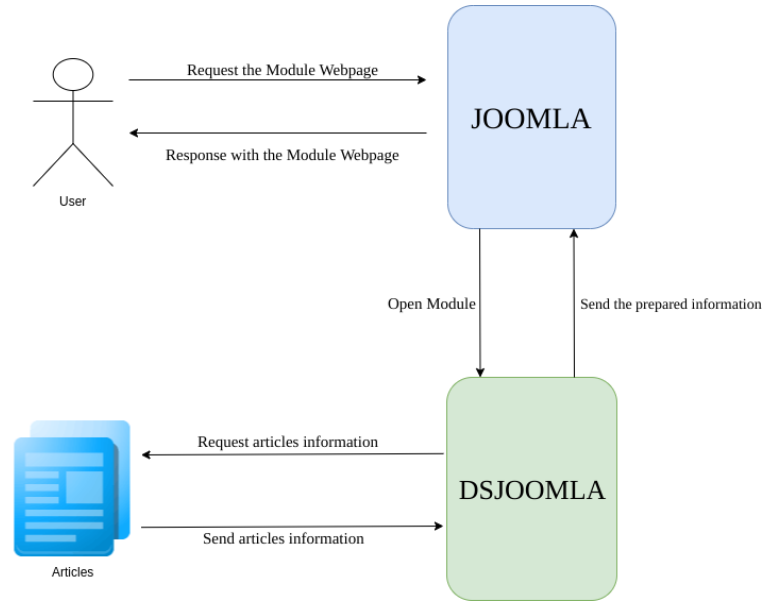 Request the Module Webpage
JOOMLA
Response with the Module Webpage
User
Open Module
Send the prepared information
Request articles information
DSJOOMLA
Send articles information
Articles